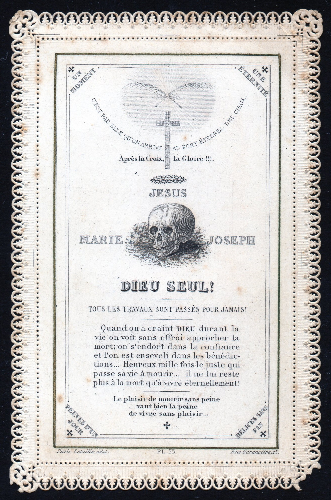 UN MOMENT
UNE ÉTERNITÉ
Après la Croix, la Gloire !!!
JESUS
MARIE JOSEPH
DIEU SEUL!
TOUS LES TRAVAUX SONT PASSÉS POUR JAMAIS!
Quand on a craint DIEU durant la
vie on voit sans effroi approcher la
mort; on s'endort dans la confiance
et l'on est enseveli dans les bénédic-
tions... Heureux mille fois le juste qui
passe sa vie à mourir... il ne lui reste
plus à la mort qu'à vivre éternellement!
Le plaisir de mourir sans peine
vaut bien la peine
de vivre sans plaisir...
Pl. 55